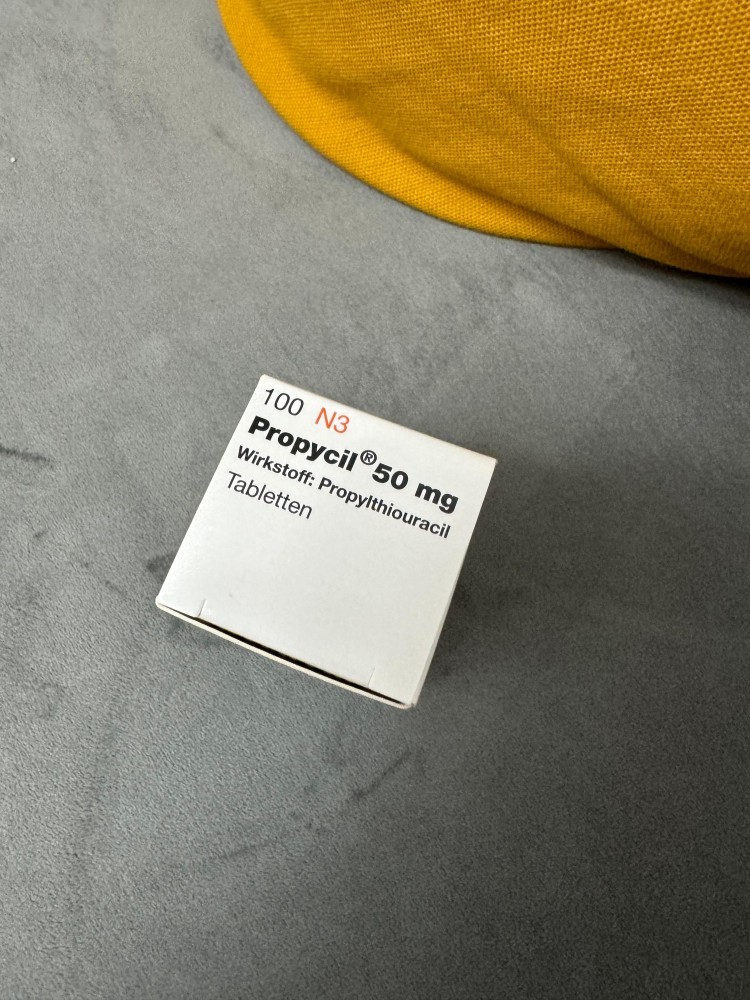 100 N3
Propycil® 50 mg
Wirkstoff: Propylthiouracil
Tabletten